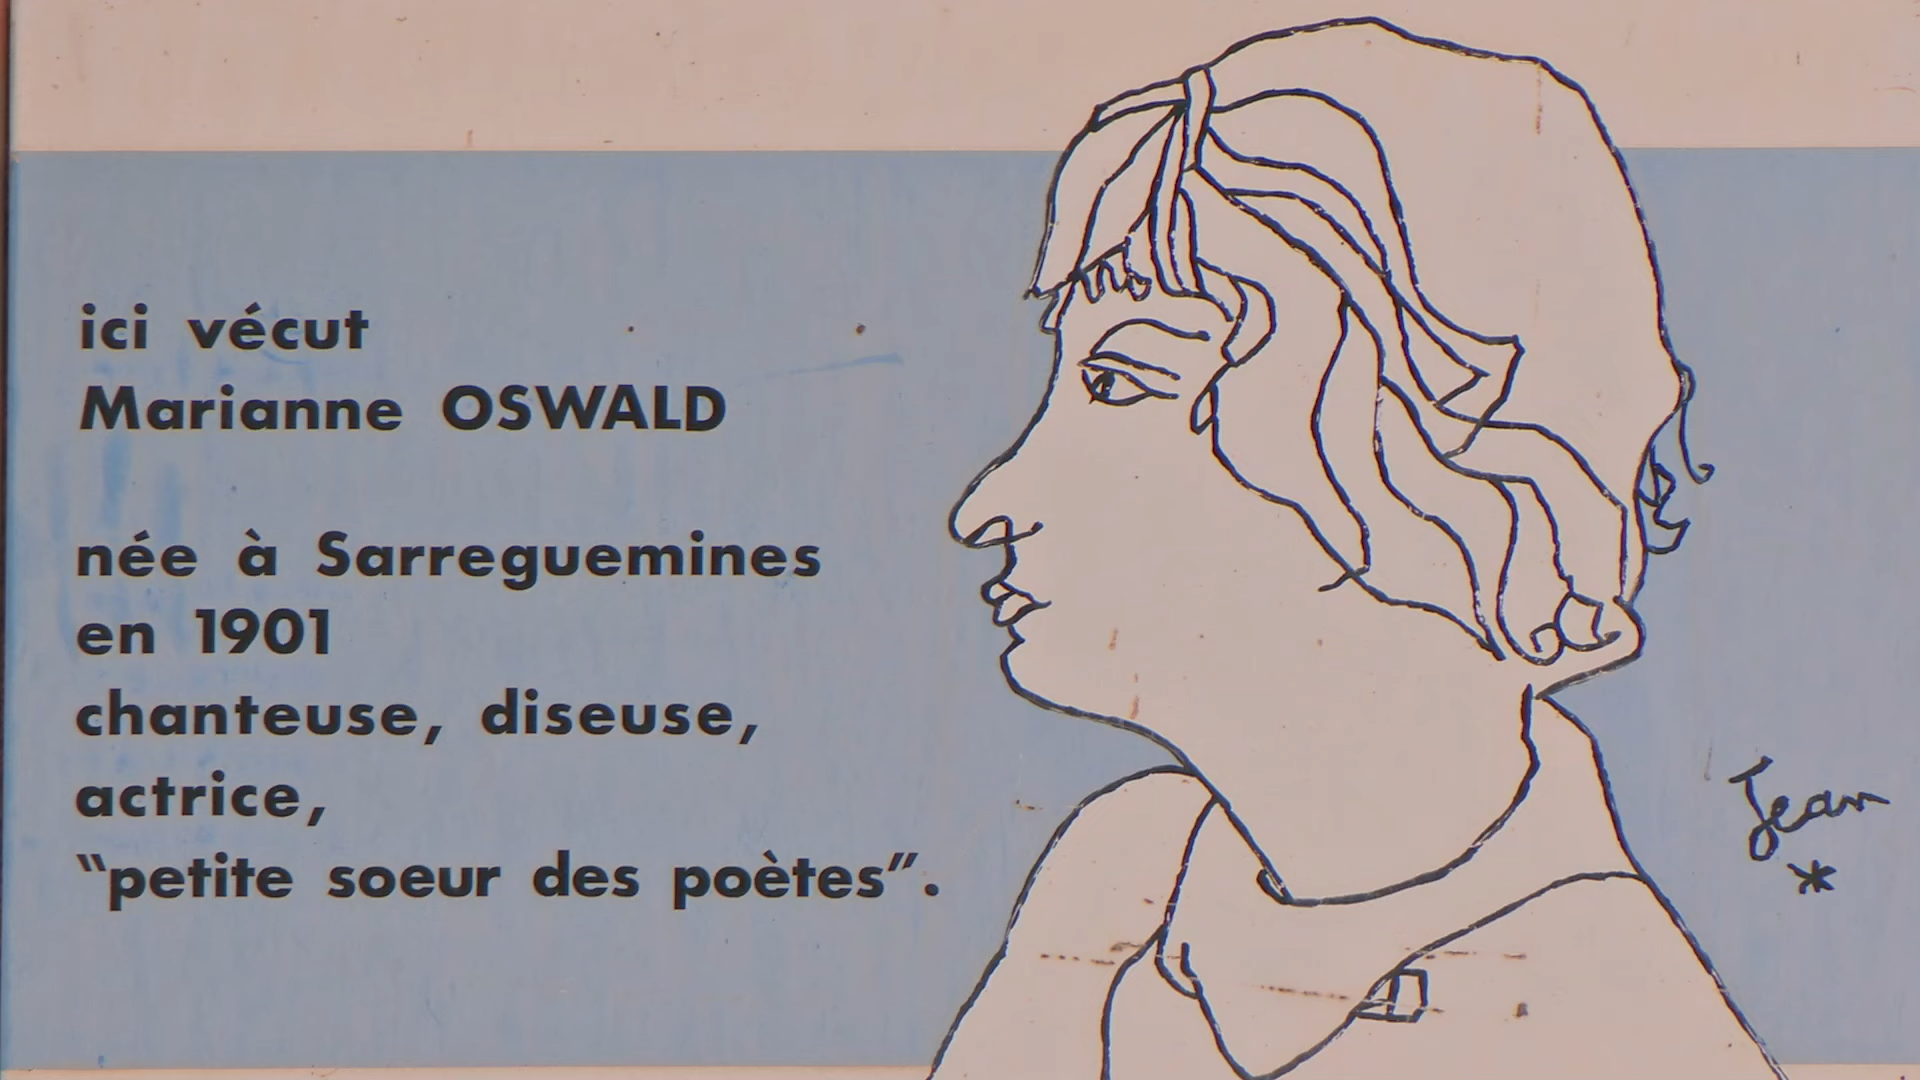 ici vécut
Marianne OSWALD
née à Sarreguemines
en 1901
chanteuse, diseuse,
actrice,
"petite soeur des poètes".
Jean
*